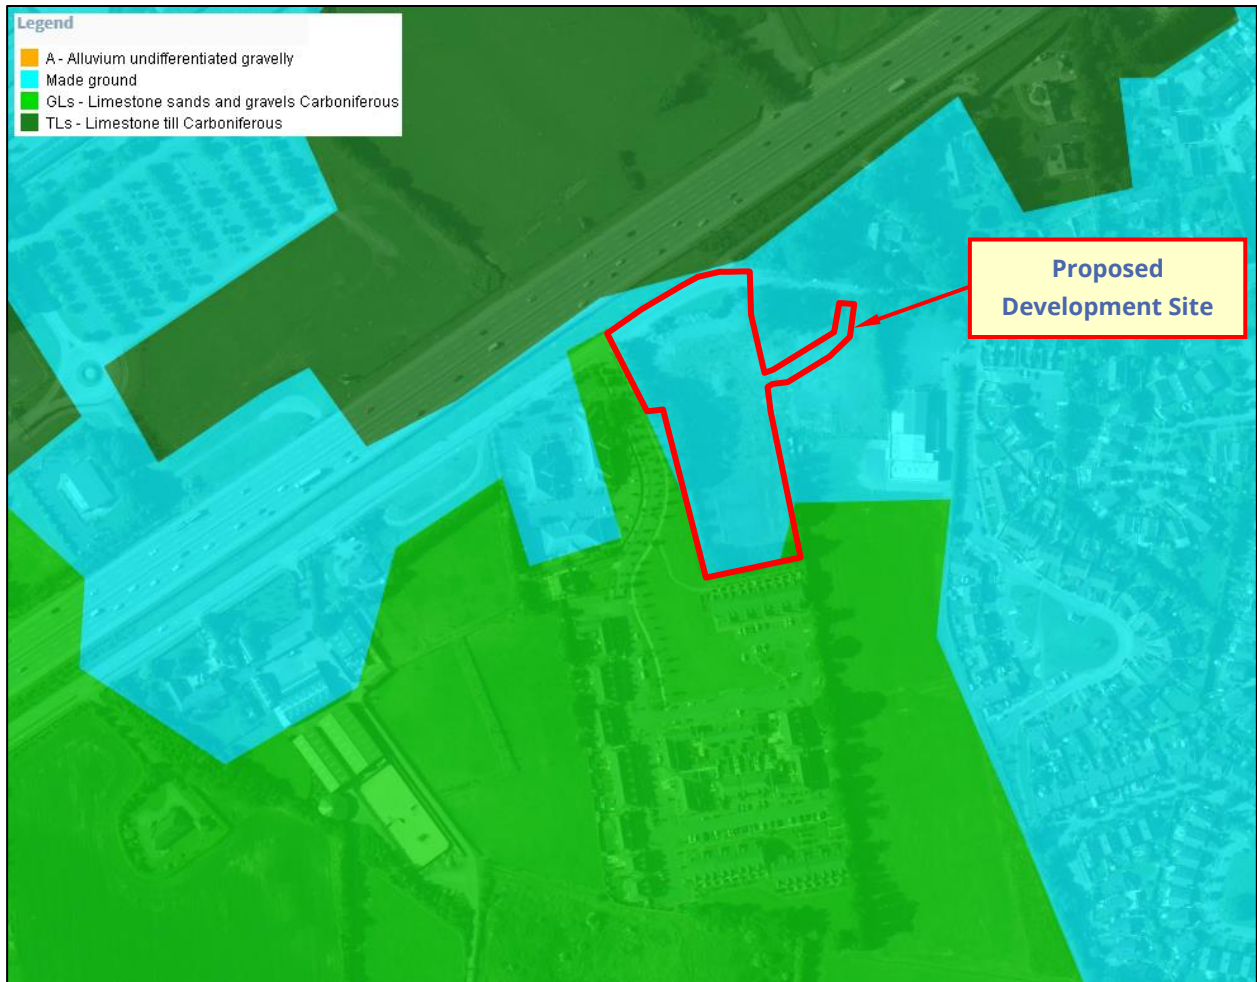 Legend
A - Alluvium undifferentiated gravelly
Made ground
GLs - Limestone sands and gravels Carboniferous
TLs - Limestone till Carboniferous
Proposed
Development Site